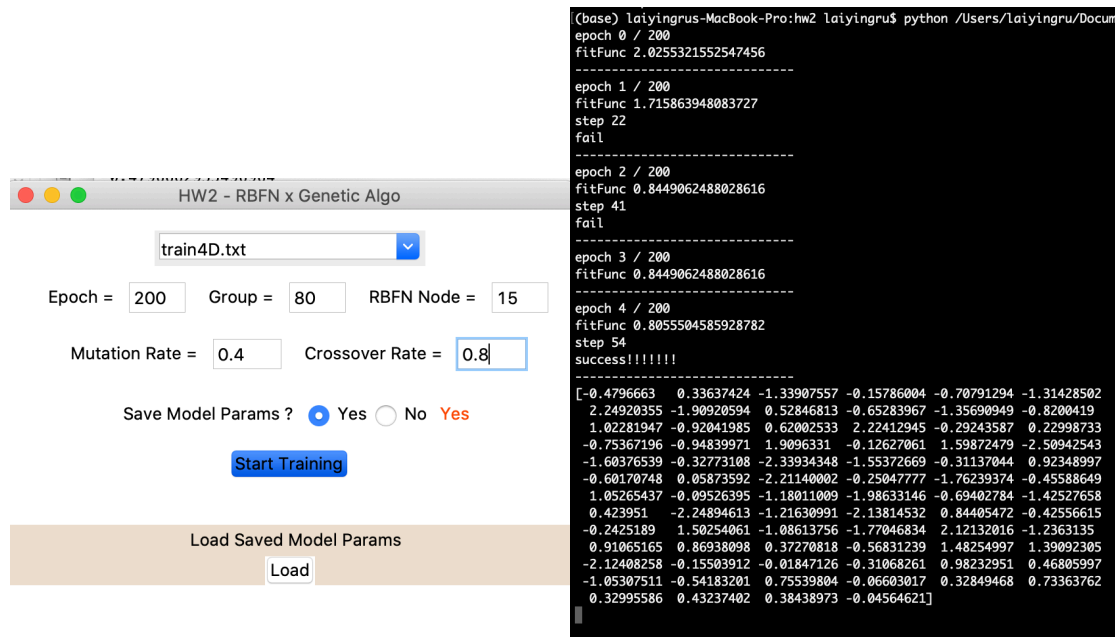 HW2 - RBFN x Genetic Algo
train4D.txt
Epoch = 200 Group = 80 RBFN Node = 15
Mutation Rate = 0.4 Crossover Rate = 0.8
Save Model Params ? Yes No Yes
Start Training
Load Saved Model Params
Load
(base) laiyingrus-MacBook-Pro:hw2 laiyingru$ python /Users/laiyingru/Docum
epoch 0 / 200
fitFunc 2.0255321552547456
------------------------------
epoch 1 / 200
fitFunc 1.715863948083727
step 22
fail
------------------------------
epoch 2 / 200
fitFunc 0.8449062488028616
step 41
fail
------------------------------
epoch 3 / 200
fitFunc 0.8449062488028616
------------------------------
epoch 4 / 200
fitFunc 0.8055504585928782
step 54
success!!!!!!!
------------------------------
[-0.4796663 0.33637424 -1.33907557 -0.15786004 -0.70791294 -1.31428502
2.24920355 -1.90920594 0.52846813 -0.65283967 -1.35690949 -0.8200419
1.02281947 -0.92041985 0.62002533 2.22412945 -0.29243587 0.22998733
-0.75367196 -0.94839971 1.9096331 -0.12627061 1.59872479 -2.50942543
-1.60376539 -0.32773108 -2.33934348 -1.55372669 -0.31137044 0.92348997
-0.60170748 0.05873592 -2.21140002 -0.25047777 -1.76239374 -0.45588649
1.05265437 -0.09526395 -1.18011009 -1.98633146 -0.69402784 -1.42527658
0.423951 -2.24894613 -1.21630991 -2.13814532 0.84405472 -0.42556615
-0.2425189 1.50254061 -1.08613756 -1.77046834 2.12132016 -1.2363135
0.91065165 0.86938098 0.37270818 -0.56831239 1.48254997 1.39092305
-2.12408258 -0.15503912 -0.01847126 -0.31068261 0.98232951 0.46805997
-1.05307511 -0.54183201 0.75539804 -0.06603017 0.32849468 0.73363762
0.32995586 0.43237402 0.38438973 -0.04564621]